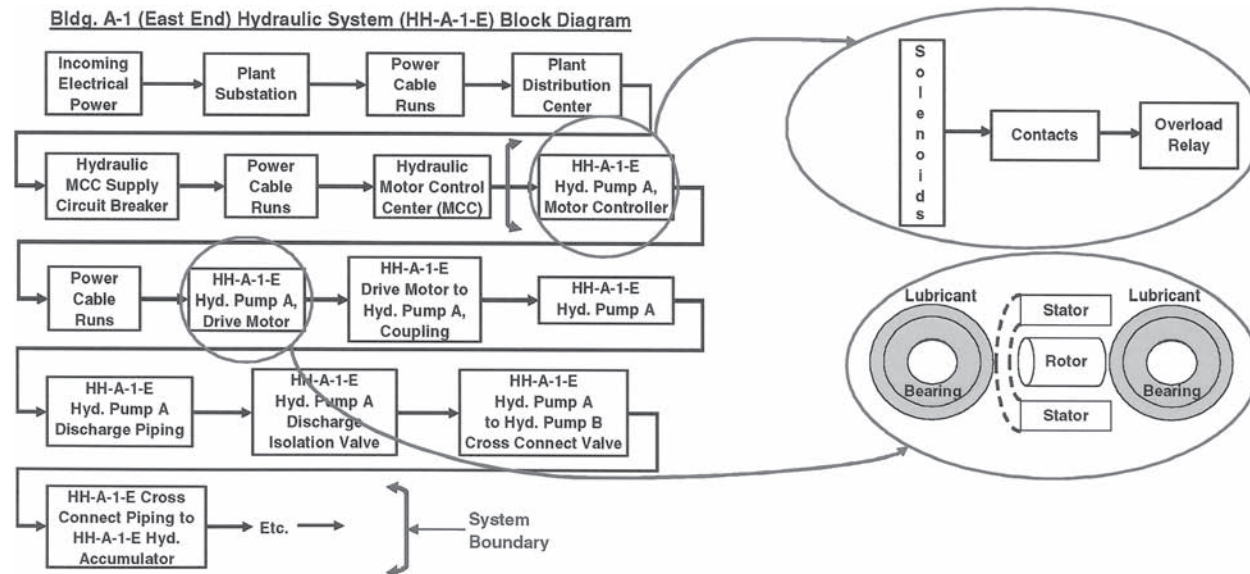 Bldg. A-1 (East End) Hydraulic System (HH-A-1-E) Block Diagram
Incoming
Electrical
Power
Plant
Substation
Power
Cable
Runs
Plant
Distribution
Center
Hydraulic
MCC Supply
Circuit Breaker
Power
Cable
Runs
Hydraulic
Motor Control
Center (MCC)
HH-A-1-E
Hyd. Pump A,
Motor Controller
Power
Cable
Runs
HH-A-1-E
Hyd. Pump A,
Drive Motor
HH-A-1-E
Drive Motor to
Hyd. Pump A,
Coupling
HH-A-1-E
Hyd. Pump A
HH-A-1-E
Hyd. Pump A
Discharge Piping
HH-A-1-E
Hyd. Pump A
Discharge
Isolation Valve
HH-A-1-E
Hyd. Pump A
to Hyd. Pump B
Cross Connect Valve
HH-A-1-E Cross
Connect Piping to
HH-A-1-E Hyd.
Accumulator
Etc.
System
Boundary
Solenoids
Contacts
Overload
Relay
Lubricant
Bearing
Stator
Rotor
Stator
Lubricant
Bearing